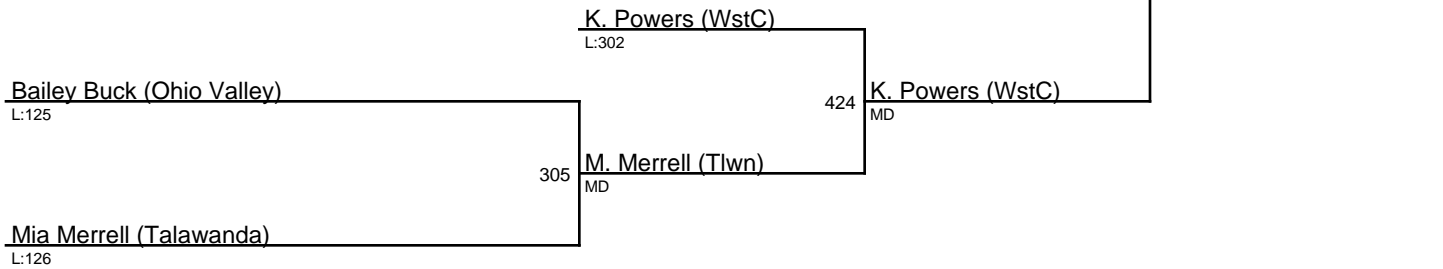 K. Powers (WstC)
L:302
Bailey Buck (Ohio Valley)
L:125
424
K. Powers (WstC)
MD
305
M. Merrell (Tlwn)
MD
Mia Merrell (Talawanda)
L:126